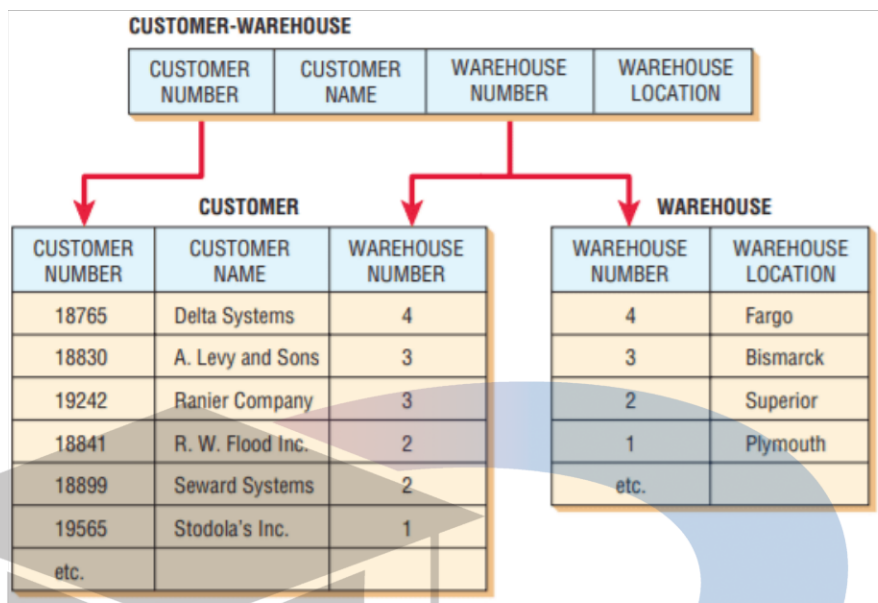 CUSTOMER-WAREHOUSE
CUSTOMER NUMBER CUSTOMER NAME WAREHOUSE NUMBER WAREHOUSE LOCATION
CUSTOMER
CUSTOMER NUMBER CUSTOMER NAME WAREHOUSE NUMBER
18765 Delta Systems 4
18830 A. Levy and Sons 3
19242 Ranier Company 3
18841 R. W. Flood Inc. 2
18899 Seward Systems 2
19565 Stodola's Inc. 1
etc.
WAREHOUSE
WAREHOUSE NUMBER WAREHOUSE LOCATION
4 Fargo
3 Bismarck
2 Superior
1 Plymouth
etc.